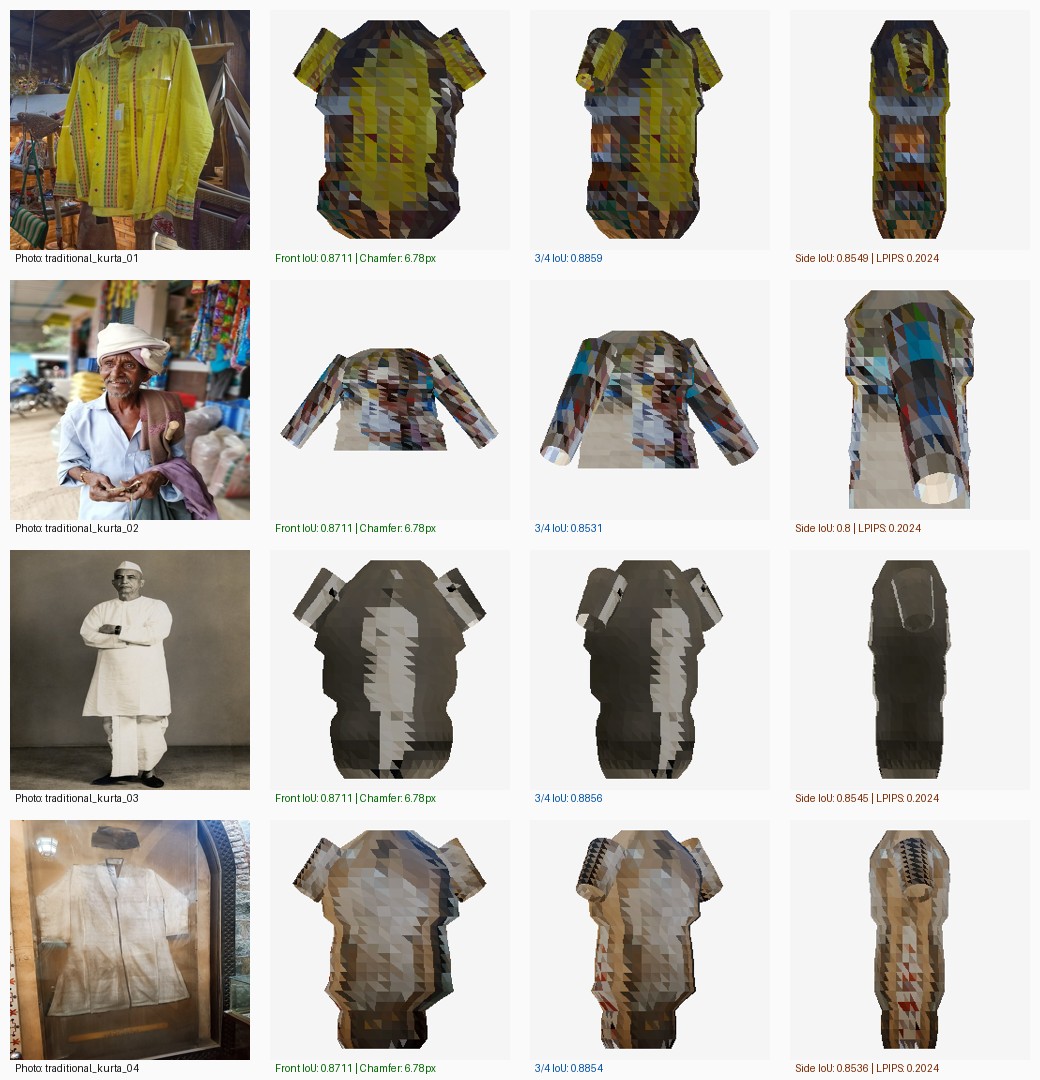 Photo: traditional_kurta_01
Front IoU: 0.8711 | Chamfer: 6.78px
3/4 IoU: 0.8859
Side IoU: 0.8549 | LPIPS: 0.2024
Photo: traditional_kurta_02
Front IoU: 0.8711 | Chamfer: 6.78px
3/4 IoU: 0.8531
Side IoU: 0.8 | LPIPS: 0.2024
Photo: traditional_kurta_03
Front IoU: 0.8711 | Chamfer: 6.78px
3/4 IoU: 0.8856
Side IoU: 0.8545 | LPIPS: 0.2024
Photo: traditional_kurta_04
Front IoU: 0.8711 | Chamfer: 6.78px
3/4 IoU: 0.8854
Side IoU: 0.8536 | LPIPS: 0.2024